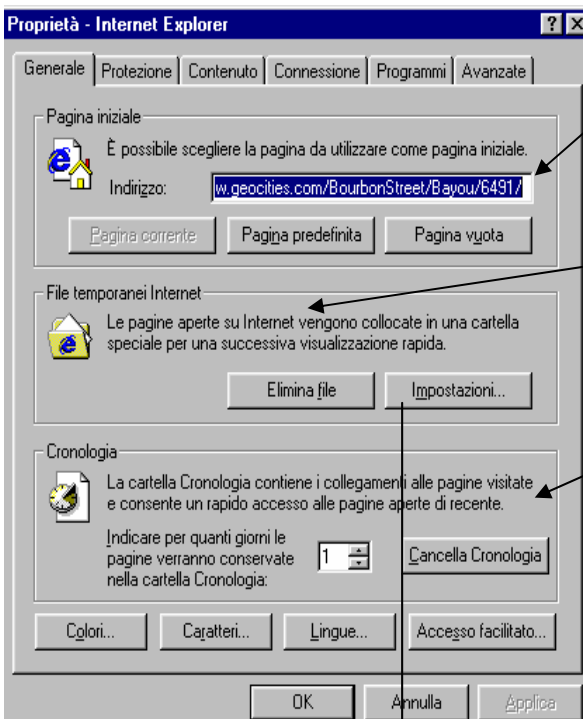 Proprietà - Internet Explorer
Generale Protezione Contenuto Connessione Programmi Avanzate
Pagina iniziale
È possibile scegliere la pagina da utilizzare come pagina iniziale.
Indirizzo: w.geocities.com/BourbonStreet/Bayou/6491/
Pagina corrente Pagina predefinita Pagina vuota
File temporanei Internet
Le pagine aperte su Internet vengono collocate in una cartella
speciale per una successiva visualizzazione rapida.
Elimina file Impostazioni...
Cronologia
La cartella Cronologia contiene i collegamenti alle pagine visitate
e consente un rapido accesso alle pagine aperte di recente.
Indicare per quanti giorni le
pagine verranno conservate
nella cartella Cronologia:
1 Cancella Cronologia
Colori... Caratteri... Lingue... Accesso facilitato...
OK Annulla Applica